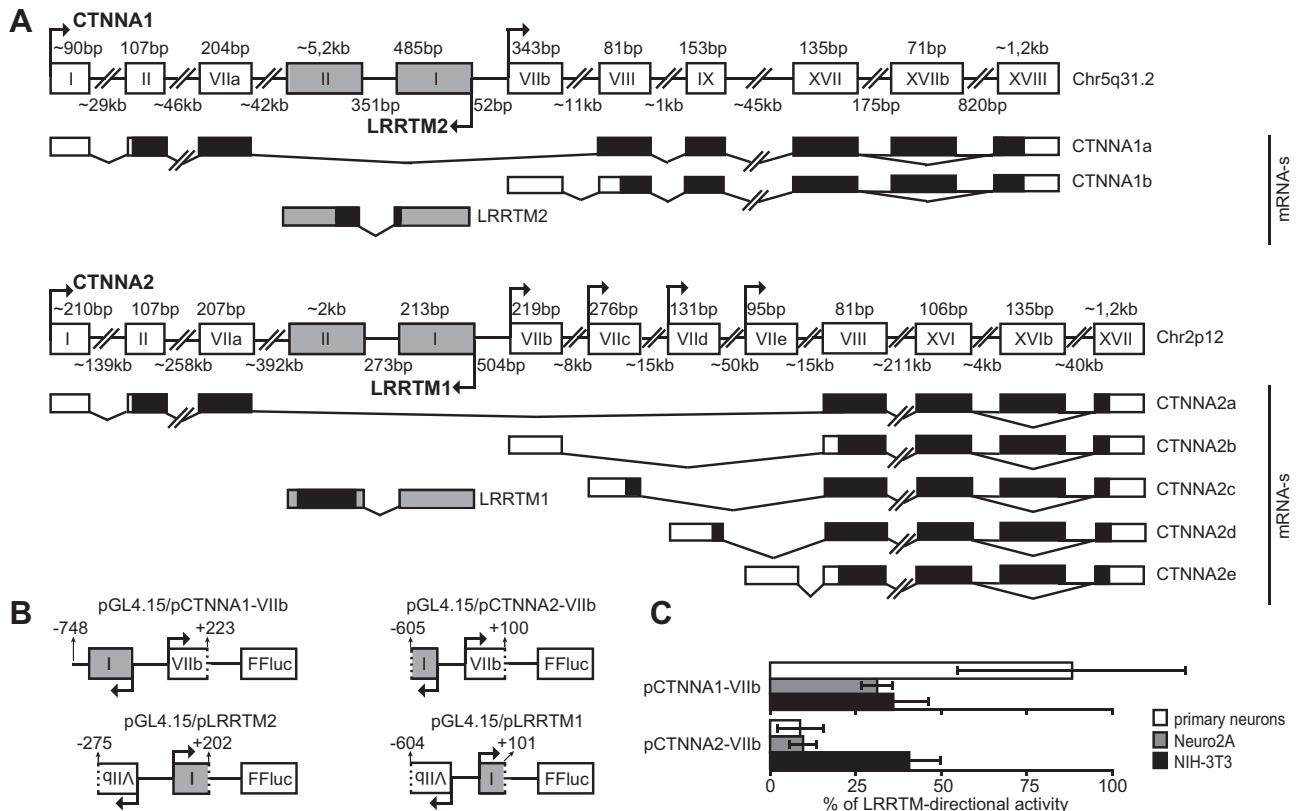 A
CTNNA1
~90bp 107bp 204bp ~5,2kb 485bp 343bp 81bp 153bp 135bp 71bp ~1,2kb
I II VIIa II I VIIb VIII IX XVII XVIIb XVIII Chr5q31.2
~29kb ~46kb ~42kb 351bp 52bp ~11kb ~1kb ~45kb 175bp 820bp
LRRTM2
CTNNA1a
CTNNA1b
LRRTM2
mRNA-s
CTNNA2
~210bp 107bp 207bp ~2kb 213bp 219bp 276bp 131bp 95bp 81bp 106bp 135bp ~1,2kb
I II VIIa II I VIIb VIIc VIId VIIe VIII XVI XVIb XVII Chr2p12
~139kb ~258kb ~392kb 273bp 504bp ~8kb ~15kb ~50kb ~15kb ~211kb ~4kb ~40kb
LRRTM1
CTNNA2a
CTNNA2b
CTNNA2c
LRRTM1
CTNNA2d
CTNNA2e
mRNA-s
B
pGL4.15/pCTNNA1-VIIb
-748 +223
I VIIb FFluc
pGL4.15/pCTNNA2-VIIb
-605 +100
I VIIb FFluc
pGL4.15/pLRRTM2
-275 +202
VIIb I FFluc
pGL4.15/pLRRTM1
-604 +101
VIIb I FFluc
C
pCTNNA1-VIIb
pCTNNA2-VIIb
0 25 50 100
% of LRRTM-directional activity
primary neurons
Neuro2A
NIH-3T3